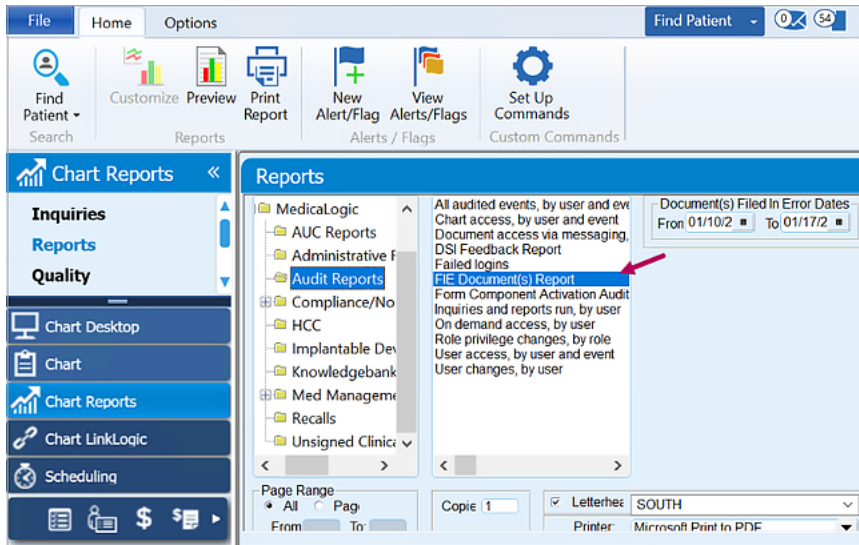 File Home Options Find Patient 0 54
Find Patient
Customize
Preview
Print Report
New Alert/Flag
View Alerts/Flags
Set Up Commands
Search Reports Alerts / Flags Custom Commands
Chart Reports «
Inquiries
Reports
Quality
Chart Desktop
Chart
Chart Reports
Chart LinkLogic
Scheduling
Reports
MedicaLogic
AUC Reports
Administrative F
Audit Reports
Compliance/No
HCC
Implantable Dev
Knowledgebank
Med Manageme
Recalls
Unsigned Clinica
All audited events, by user and eve
Chart access, by user and event
Document access via messaging,
DSI Feedback Report
Failed logins
FIE Document(s) Report
Form Component Activation Audit
Inquiries and reports run, by user
On demand access, by user
Role privilege changes, by role
User access, by user and event
User changes, by user
Document(s) Filed In Error Dates
From 01/10/2 To 01/17/2
Page Range
All Pag
From To:
Copie 1
Letterhea SOUTH
Printer: Microsoft Print to PDF